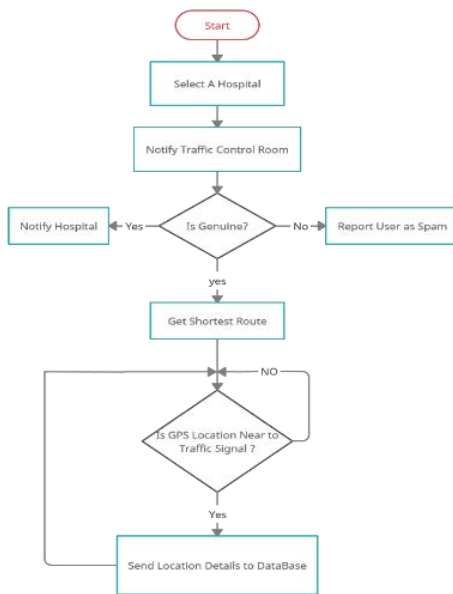 Start
Select A Hospital
Notify Traffic Control Room
Notify Hospital
Yes
Is Genuine?
No
Report User as Spam
yes
Get Shortest Route
NO
Is GPS Location Near to
Traffic Signal ?
Yes
Send Location Details to DataBase